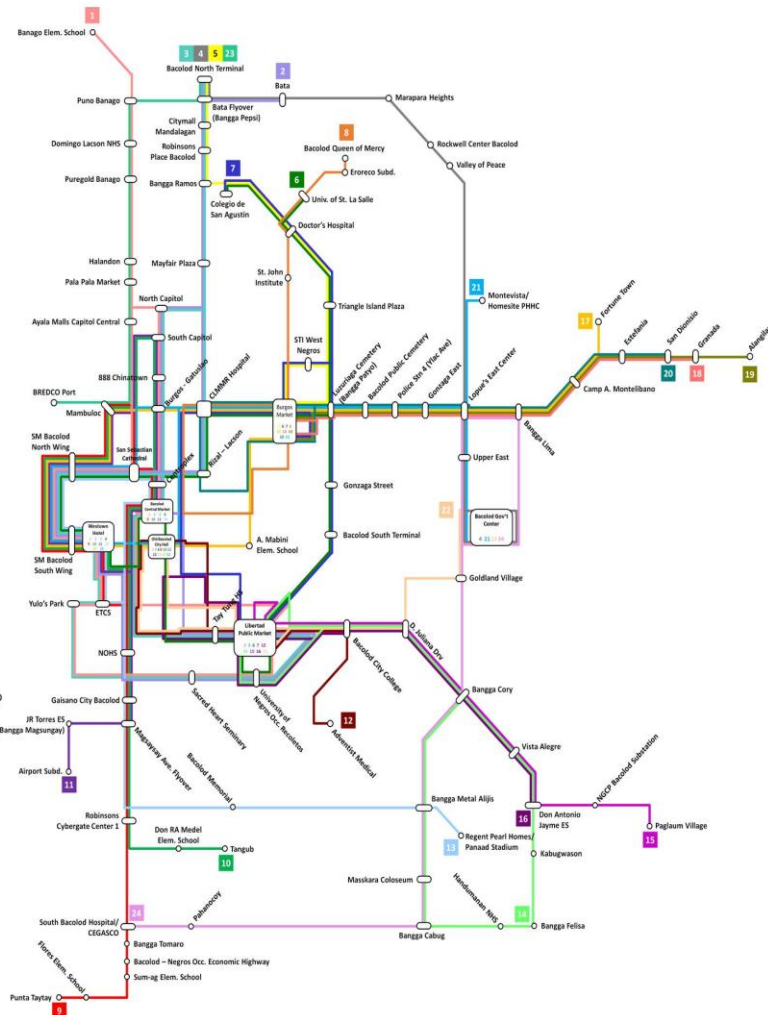 1
Banago Elem. School
3 4 5 23
Bacolod North Terminal
2
Bata
Puno Banago
Bata Flyover
(Bangga Pepsi)
Marapara Heights
Citymall
Mandalagan
8
Bacolod Queen of Mercy
Domingo Lacson NHS
Robinsons
Place Bacolod
Rockwell Center Bacolod
Valley of Peace
7
6
Eroreco Subd.
Puregold Banago
Bangga Ramos
Univ. of St. La Salle
Colegio de
San Agustin
Doctor's Hospital
Halandon
Mayfair Plaza
St. John
Institute
Pala Pala Market
21
Montevista/
Homesite PHHC
North Capitol
Triangle Island Plaza
17
Fortune Town
Ayala Malls Capitol Central
South Capitol
STI West
Negros
Estefania
San Dionisio
Granada
Alangila
20
18
19
888 Chinatown
Burgos - Gatuslao
CLMMR Hospital
Luxuriaga Cemetery
(Bangga Patyo)
Bacolod Public Cemetery
Police Stn 4 (Ylac Ave)
Gonzaga East
Lopue's East Center
Camp A. Montelibano
BREDCO Port
Mambuloc
Burgos
Market
Bangga Lima
SM Bacolod
North Wing
San Sebastian
Cathedral
Rizal – Lacson
Upper East
Gonzaga Street
Bacolod
Central Market
22
Bacolod Gov't
Center
4 21 22 24
SM Bacolod
South Wing
A. Mabini
Elem. School
Bacolod South Terminal
Goldland Village
Yulo's Park
ETCS
Tay Tung HS
Libertad
Public Market
D. Juliana Drv
Bacolod City College
NOHS
Sacred Heart Seminary
University of
Negros Occ. Recoletos
Bangga Cory
Gaisano City Bacolod
JR Torres ES
(Bangga Magsungay)
Magsaysay Ave. Flyover
12
Adventist Medical
Vista Alegre
NGCP Bacolod Substation
Airport Subd.
11
Bacolod Memorial
Bangga Metal Alijis
16
Don Antonio
Jayme ES
15
Paglaum Village
Robinsons
Cybergate Center 1
Don RA Medel
Elem. School
Tangub
10
13
Regent Pearl Homes/
Panaad Stadium
Kabugwason
Masskara Coloseum
Handumanan NHS
24
South Bacolod Hospital/
CEGASCO
Pahanocoy
14
Bangga Cabug
Bangga Felisa
Bangga Tomaro
Bacolod – Negros Occ. Economic Highway
Sum-ag Elem. School
Flores Elem. School
Punta Taytay
9